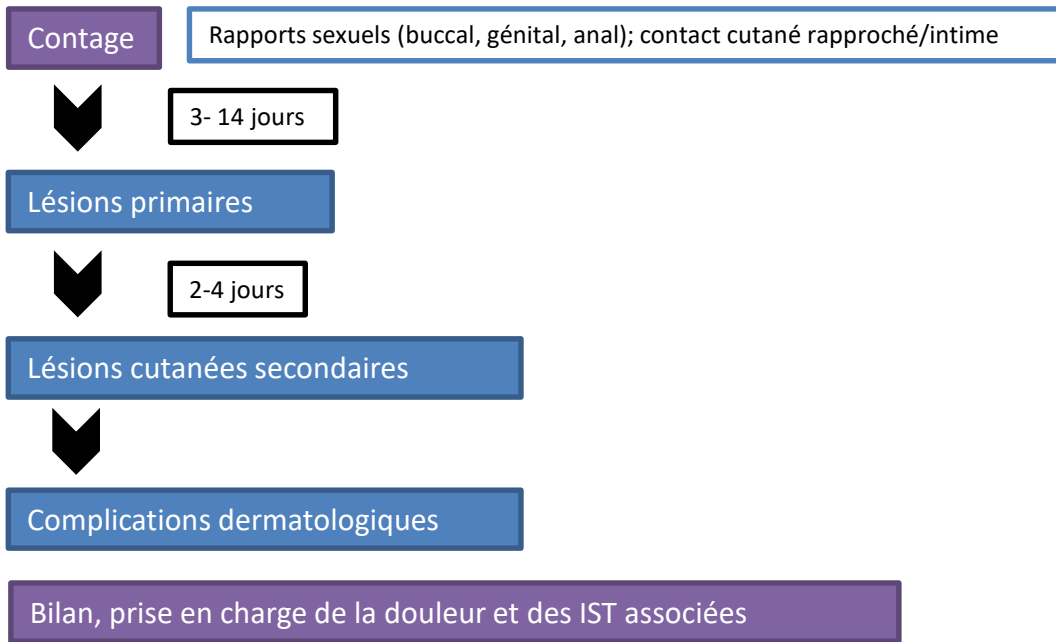 Contage
Rapports sexuels (buccal, génital, anal); contact cutané rapproché/intime
3- 14 jours
Lésions primaires
2-4 jours
Lésions cutanées secondaires
Complications dermatologiques
Bilan, prise en charge de la douleur et des IST associées